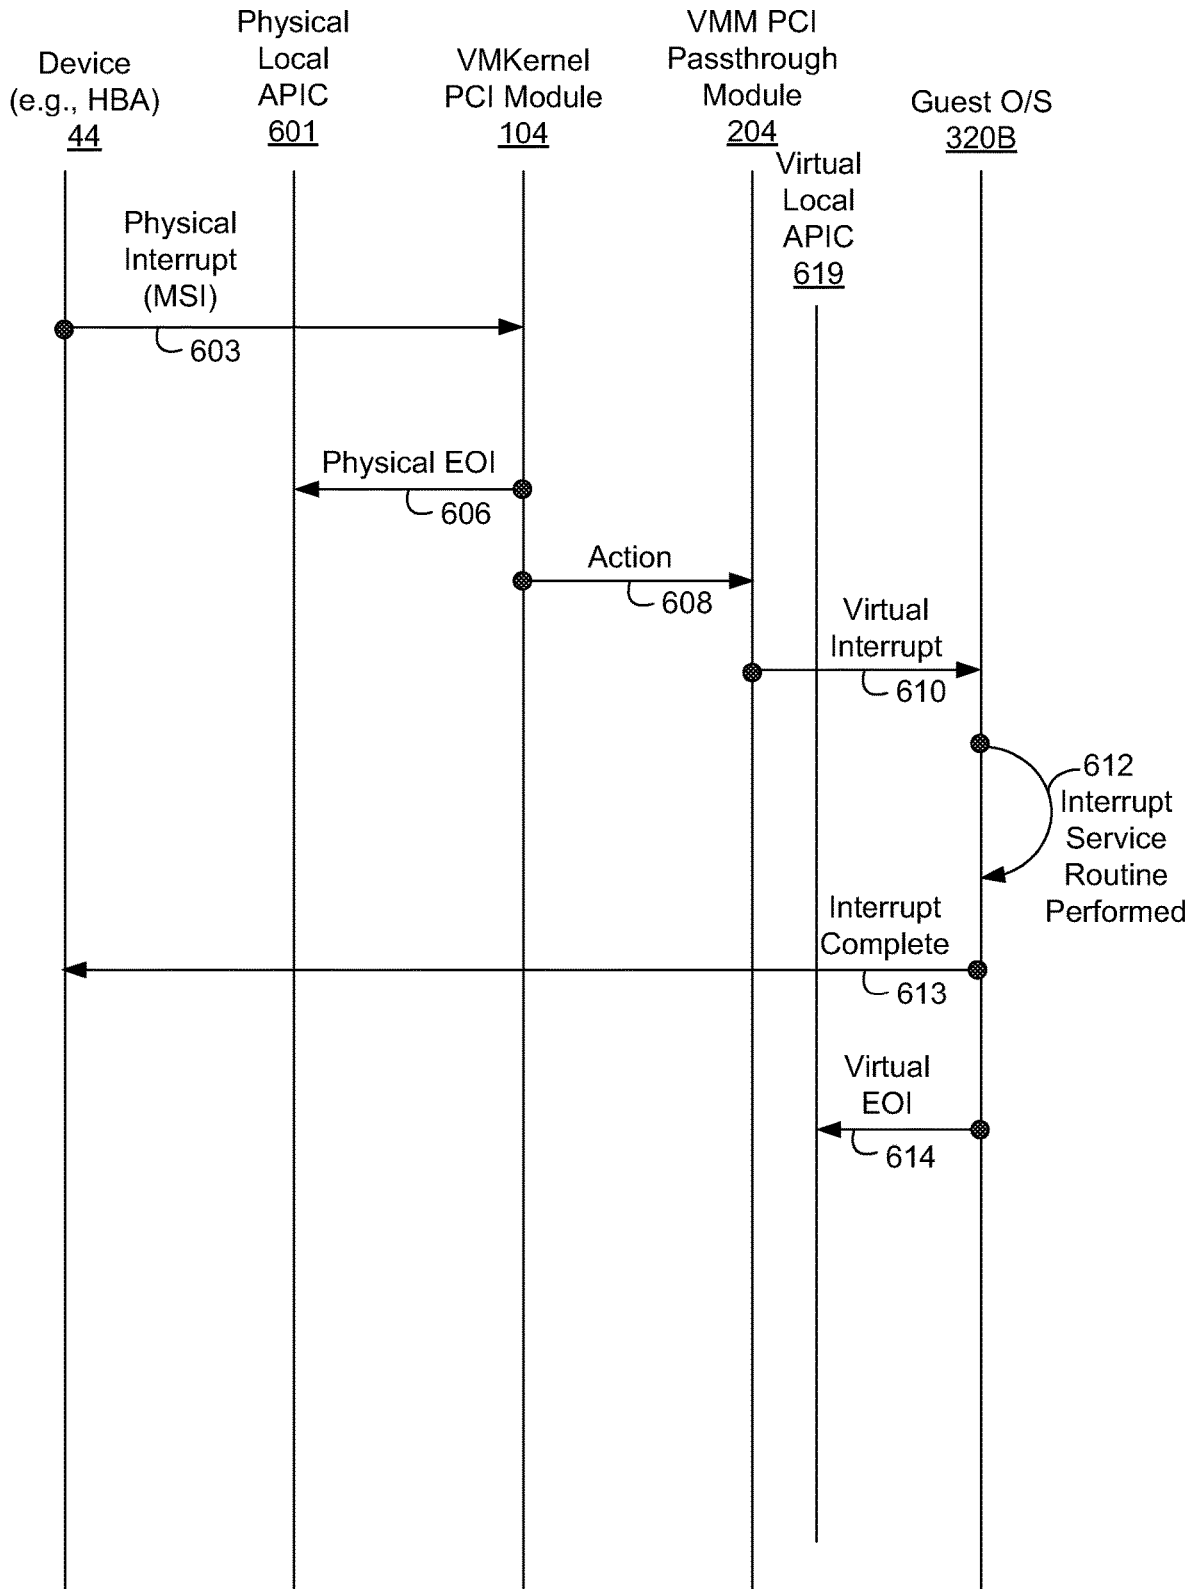 Device
(e.g., HBA)
44
Physical
Local
APIC
601
VMKernel
PCI Module
104
VMM PCI
Passthrough
Module
204
Virtual
Local
APIC
619
Guest O/S
320B
Physical
Interrupt
(MSI)
603
Physical EOI
606
Action
608
Virtual
Interrupt
610
612
Interrupt
Service
Routine
Performed
Interrupt
Complete
613
Virtual
EOI
614